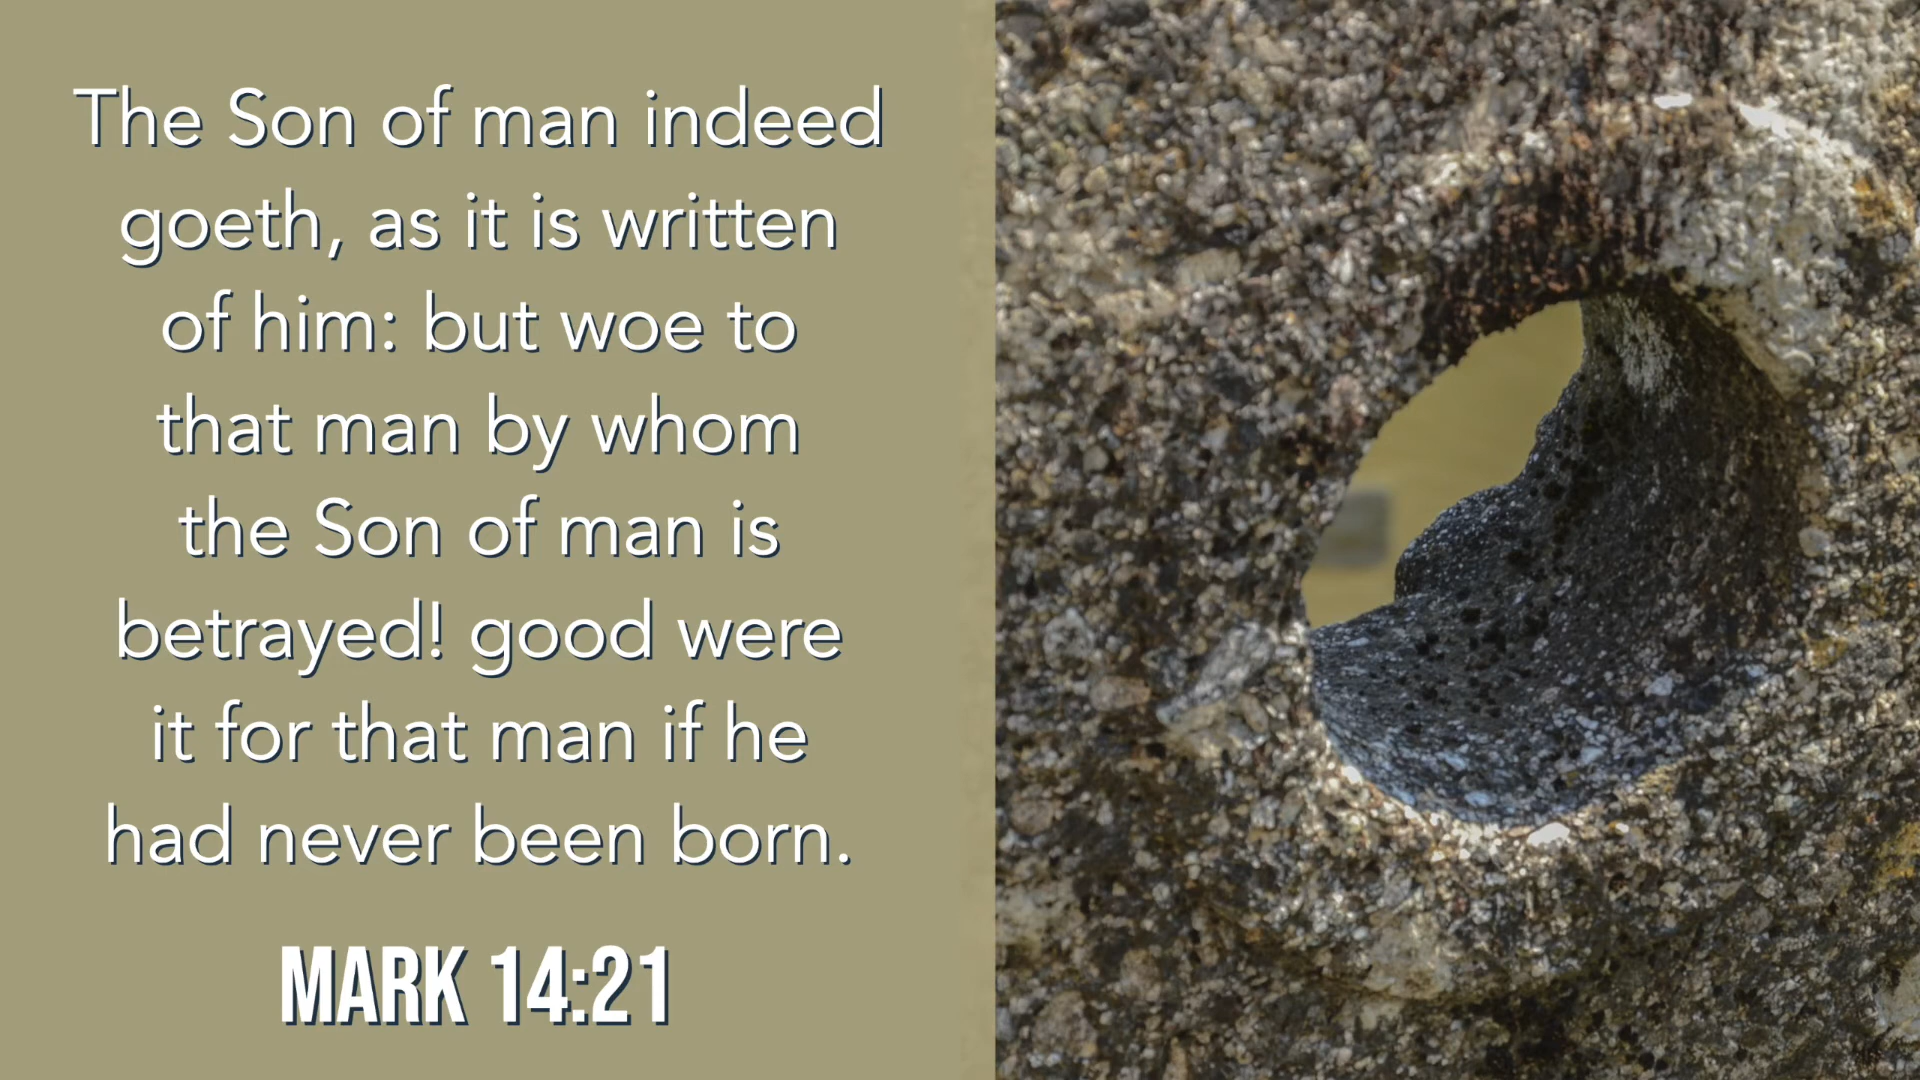 The Son of man indeed
goeth, as it is written
of him: but woe to
that man by whom
the Son of man is
betrayed! good were
it for that man if he
had never been born.
MARK 14:21